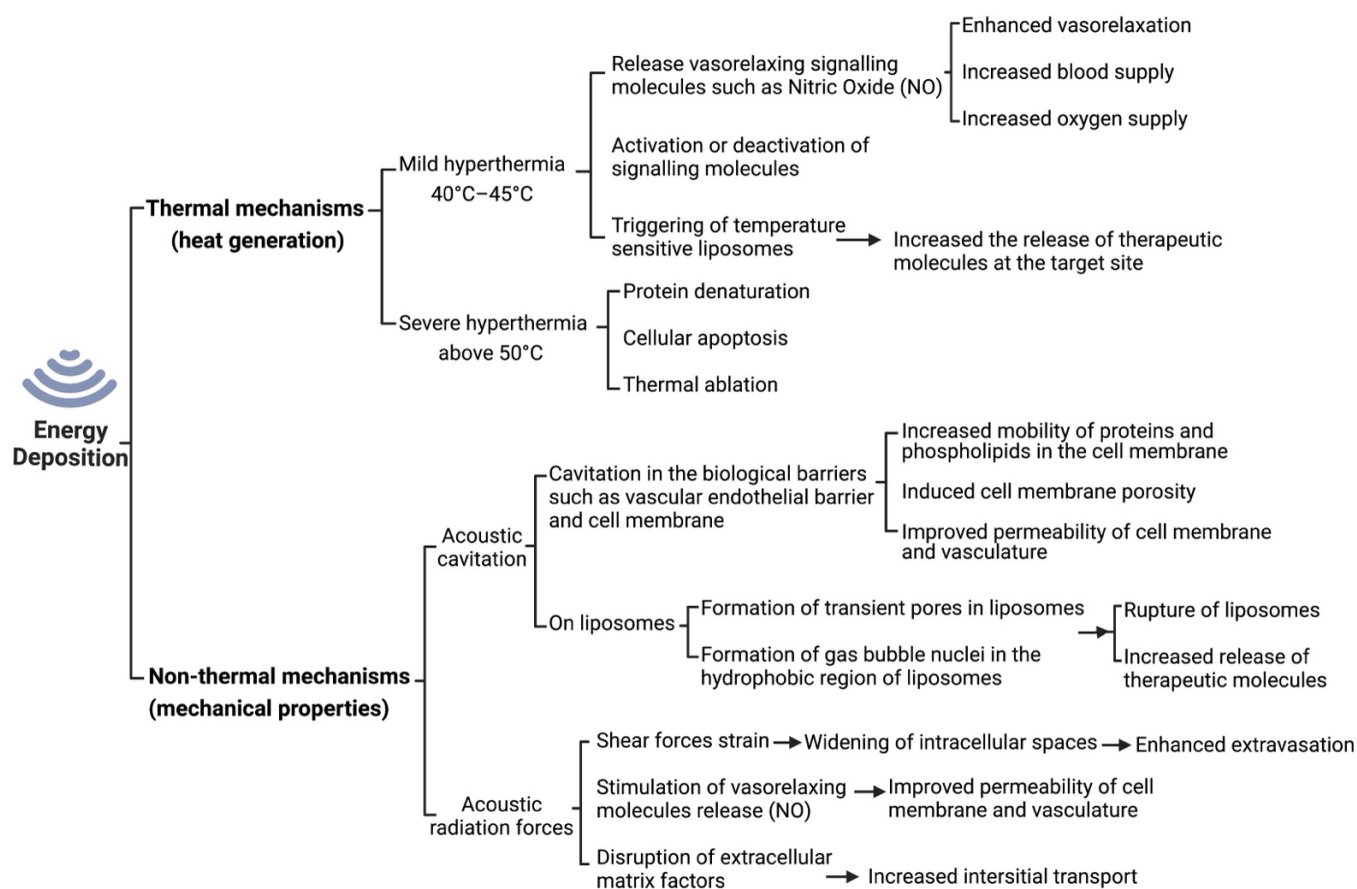 Energy
Deposition
Thermal mechanisms
(heat generation)
Mild hyperthermia
40°C–45°C
Release vasorelaxing signalling
molecules such as Nitric Oxide (NO)
Enhanced vasorelaxation
Increased blood supply
Increased oxygen supply
Activation or deactivation of
signalling molecules
Triggering of temperature
sensitive liposomes
Increased the release of therapeutic
molecules at the target site
Severe hyperthermia
above 50°C
Protein denaturation
Cellular apoptosis
Thermal ablation
Non-thermal mechanisms
(mechanical properties)
Acoustic
cavitation
Cavitation in the biological barriers
such as vascular endothelial barrier
and cell membrane
Increased mobility of proteins and
phospholipids in the cell membrane
Induced cell membrane porosity
Improved permeability of cell membrane
and vasculature
On liposomes
Formation of transient pores in liposomes
Formation of gas bubble nuclei in the
hydrophobic region of liposomes
Rupture of liposomes
Increased release of
therapeutic molecules
Acoustic
radiation forces
Shear forces strain
Widening of intracellular spaces
Enhanced extravasation
Stimulation of vasorelaxing
molecules release (NO)
Improved permeability of cell
membrane and vasculature
Disruption of extracellular
matrix factors
Increased intersitial transport